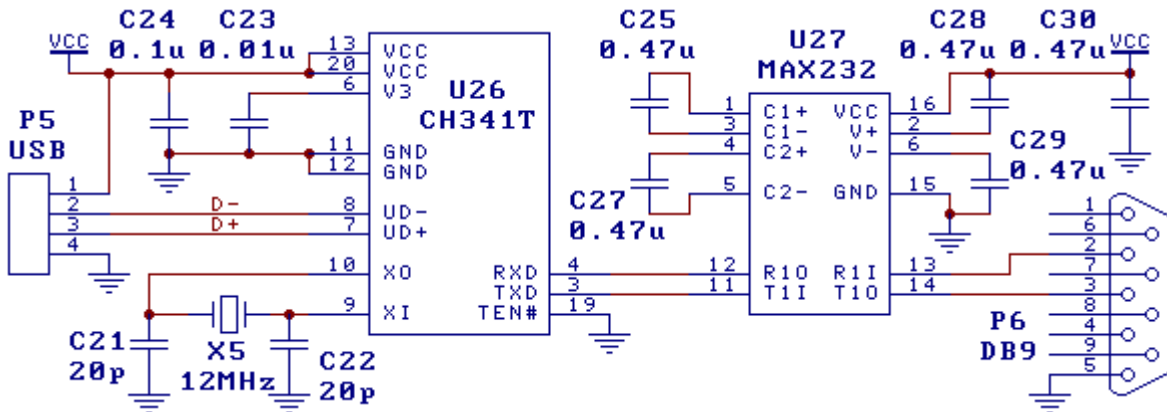 C24
0.1u
C23
0.01u
VCC
P5
USB
1
2
3
4
D-
D+
13
20
6
11
12
8
7
10
9
VCC
VCC
V3
GND
GND
UD-
UD+
XO
XI
U26
CH341T
RXD
TXD
TEN#
4
3
19
C21
20p
X5
12MHz
C22
20p
C25
0.47u
C27
0.47u
U27
MAX232
1
3
4
5
12
11
C1+
C1-
C2+
C2-
R1O
T1I
VCC
V+
V-
GND
R1I
T1O
16
2
6
15
13
14
C28
0.47u
C30
0.47u
VCC
C29
0.47u
1
6
2
7
3
8
4
9
5
P6
DB9